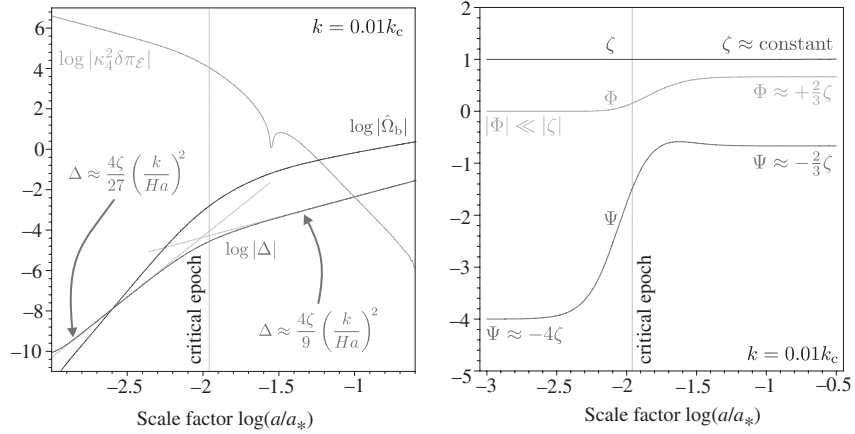 6
4
2
0
−2
−4
−6
−8
−10
k = 0.01k_c
log |κ_4^2 δπ_ℰ|
log |Ω̂_b|
Δ ≈ 4ζ/27 (k/Ha)^2
log |Δ|
Δ ≈ 4ζ/9 (k/Ha)^2
critical epoch
−2.5
−2
−1.5
−1
Scale factor log(a/a_*)
2
1
0
−1
−2
−3
−4
−5
ζ
ζ ≈ constant
Φ
Φ ≈ +2/3 ζ
|Φ| ≪ |ζ|
Ψ ≈ −2/3 ζ
Ψ
critical epoch
Ψ ≈ −4ζ
k = 0.01k_c
−3
−2.5
−2
−1.5
−1
−0.5
Scale factor log(a/a_*)